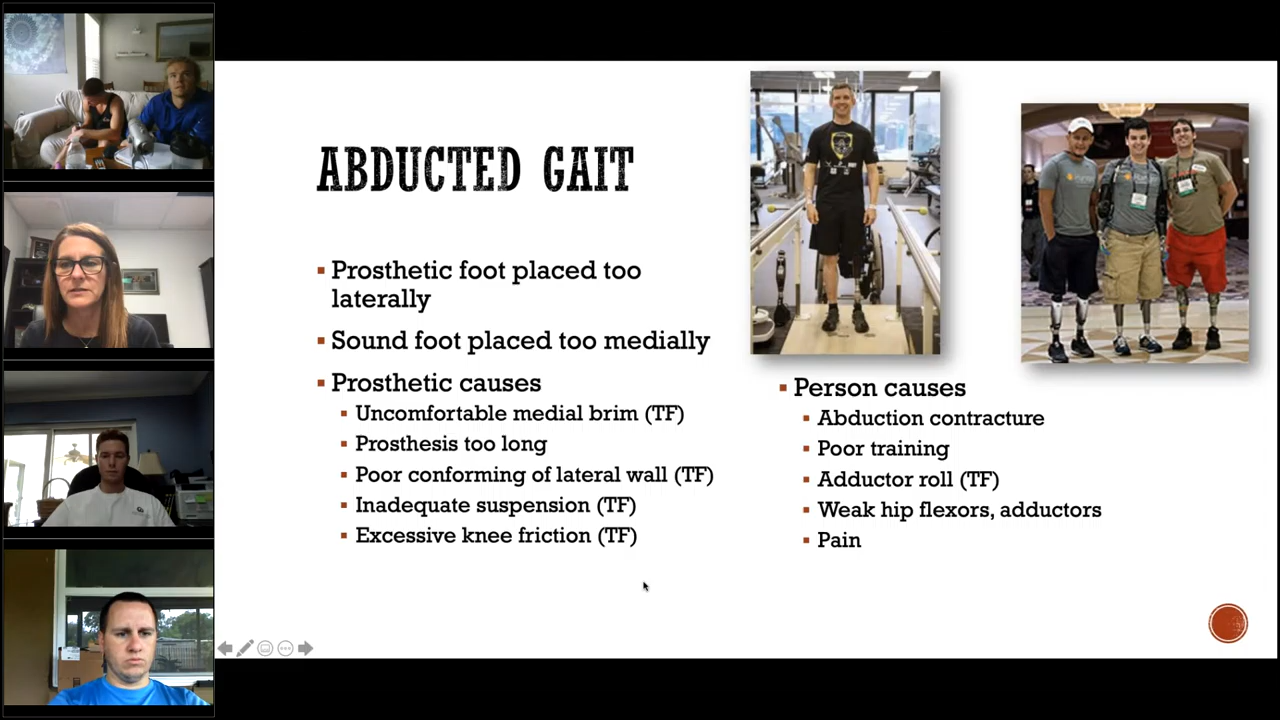 ABDUCTED GAIT
Prosthetic foot placed too
laterally
Sound foot placed too medially
Prosthetic causes
Uncomfortable medial brim (TF)
Prosthesis too long
Poor conforming of lateral wall (TF)
Inadequate suspension (TF)
Excessive knee friction (TF)
Person causes
Abduction contracture
Poor training
Adductor roll (TF)
Weak hip flexors, adductors
Pain